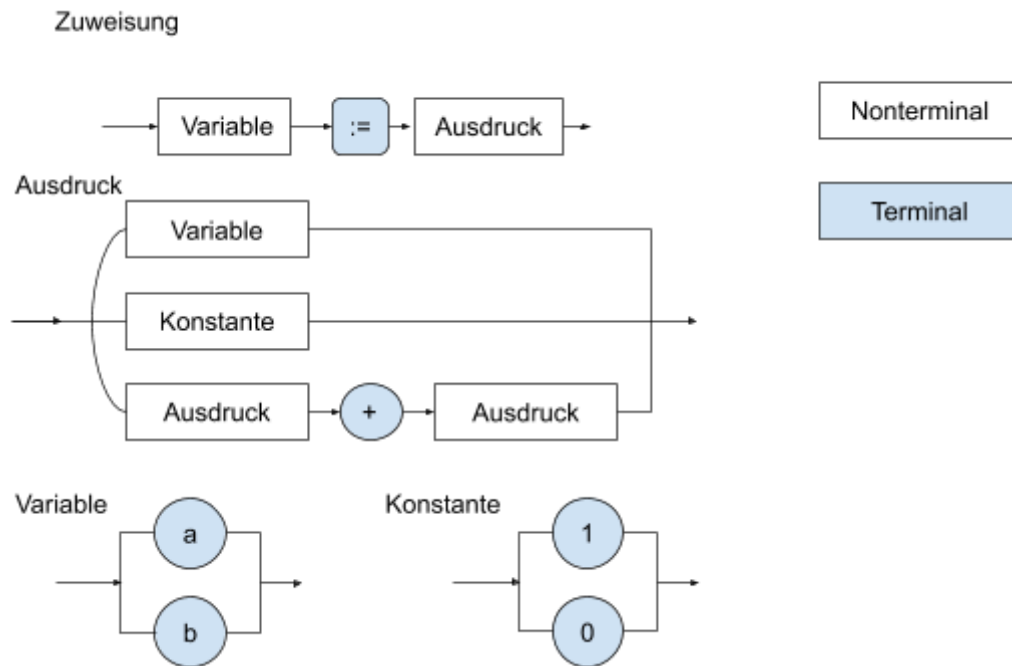 Zuweisung
Variable := Ausdruck
Nonterminal
Terminal
Ausdruck
Variable
Konstante
Ausdruck + Ausdruck
Variable
a
b
Konstante
1
0